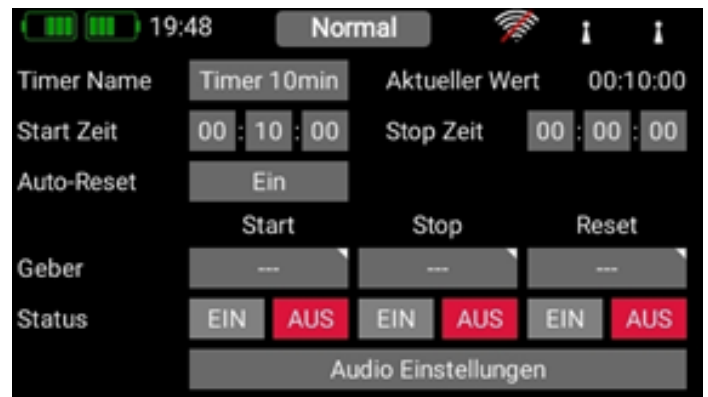 19:48 Normal
Timer Name Timer 10min Aktueller Wert 00:10:00
Start Zeit 00 : 10 : 00 Stop Zeit 00 : 00 : 00
Auto-Reset Ein
Start Stop Reset
Geber --- --- ---
Status EIN AUS EIN AUS EIN AUS
Audio Einstellungen